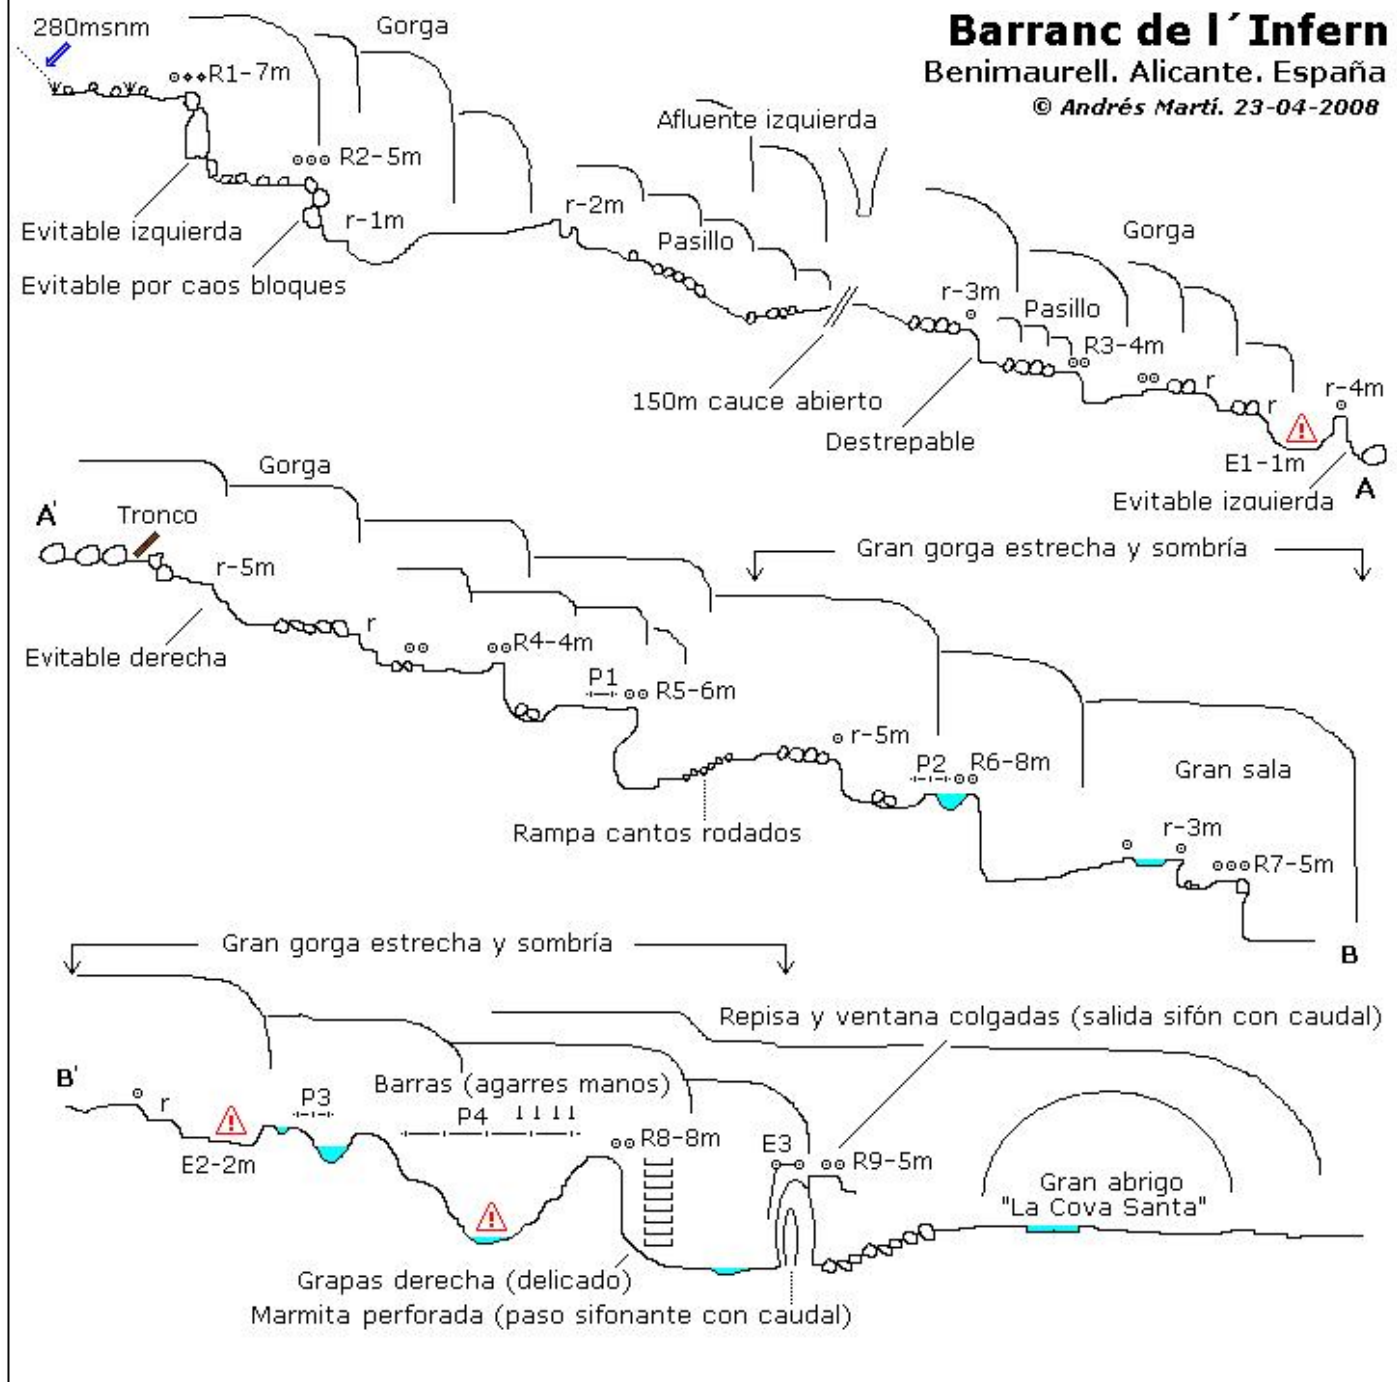 Barranc de l´Infern
Benimaurell. Alicante. España
© Andrés Martí. 23-04-2008
280msnm
Gorga
R1-7m
R2-5m
r-1m
Evitable izquierda
Evitable por caos bloques
r-2m
Pasillo
Afluente izquierda
150m cauce abierto
r-3m
Pasillo
Gorga
R3-4m
Destrepable
r
r
r-4m
E1-1m
Evitable izquierda
A
A'
Tronco
Gorga
r-5m
Evitable derecha
r
R4-4m
P1
R5-6m
Rampa cantos rodados
Gran gorga estrecha y sombría
r-5m
P2
R6-8m
Gran sala
r-3m
R7-5m
B
Gran gorga estrecha y sombría
Repisa y ventana colgadas (salida sifón con caudal)
B'
r
E2-2m
P3
Barras (agarres manos)
P4
R8-8m
E3
R9-5m
Gran abrigo
"La Cova Santa"
Grapas derecha (delicado)
Marmita perforada (paso sifonante con caudal)